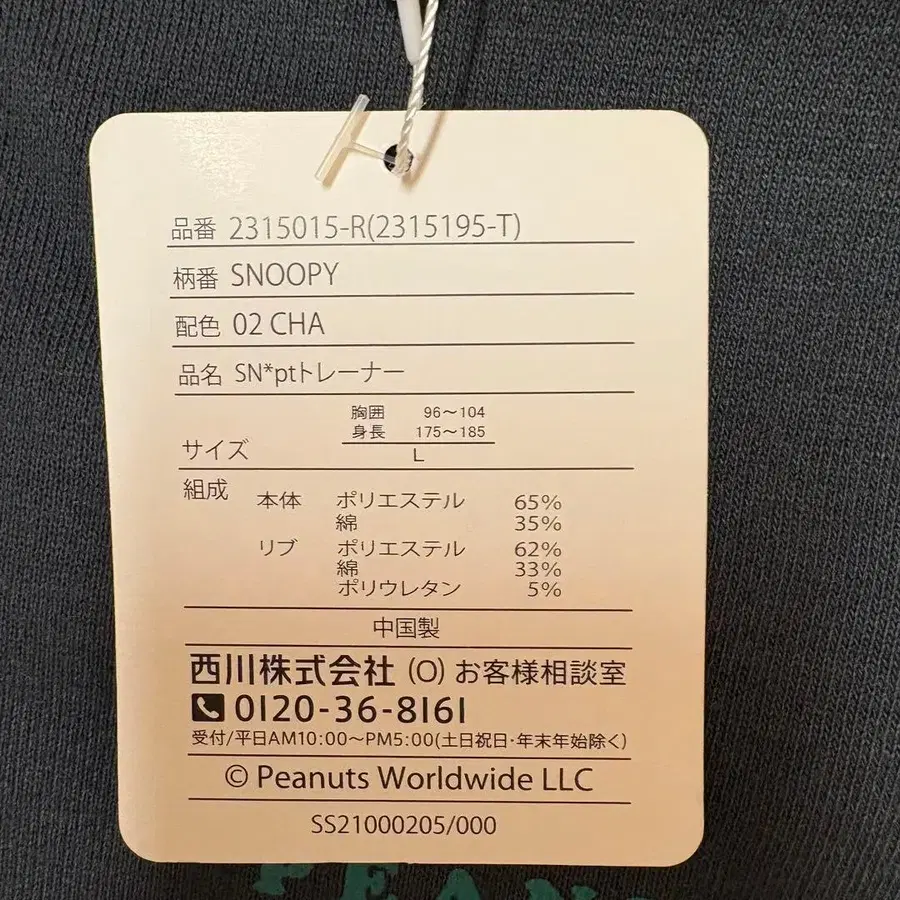 品番 2315015-R(2315195-T)
柄番 SNOOPY
配色 02 CHA
品名 SN*ptトレーナー
胸囲 96～104
身長 175～185
サイズ L
組成 本体 ポリエステル 65%
綿 35%
リブ ポリエステル 62%
綿 33%
ポリウレタン 5%
中国製
西川株式会社 (O) お客様相談室
0120-36-8161
受付/平日AM10:00～PM5:00(土日祝日･年末年始除く)
© Peanuts Worldwide LLC
SS21000205/000